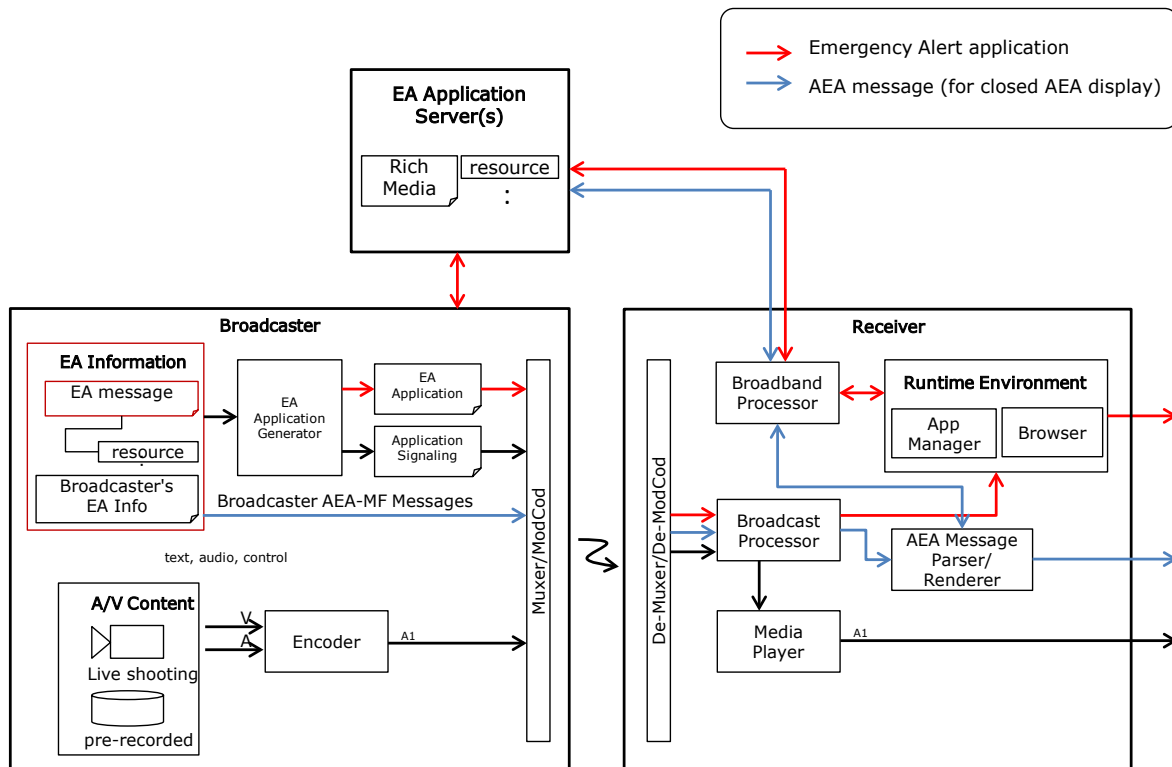 Emergency Alert application
AEA message (for closed AEA display)
EA Application
Server(s)
Rich
Media
resource
:
Broadcaster
EA Information
EA message
resource
:
Broadcaster's
EA Info
EA
Application
Generator
EA
Application
Application
Signaling
Broadcaster AEA-MF Messages
text, audio, control
A/V Content
Live shooting
pre-recorded
V
A
Encoder
A1
Muxer/ModCod
Receiver
De-Muxer/De-ModCod
Broadband
Processor
Runtime Environment
App
Manager
Browser
Broadcast
Processor
AEA Message
Parser/
Renderer
Media
Player
A1